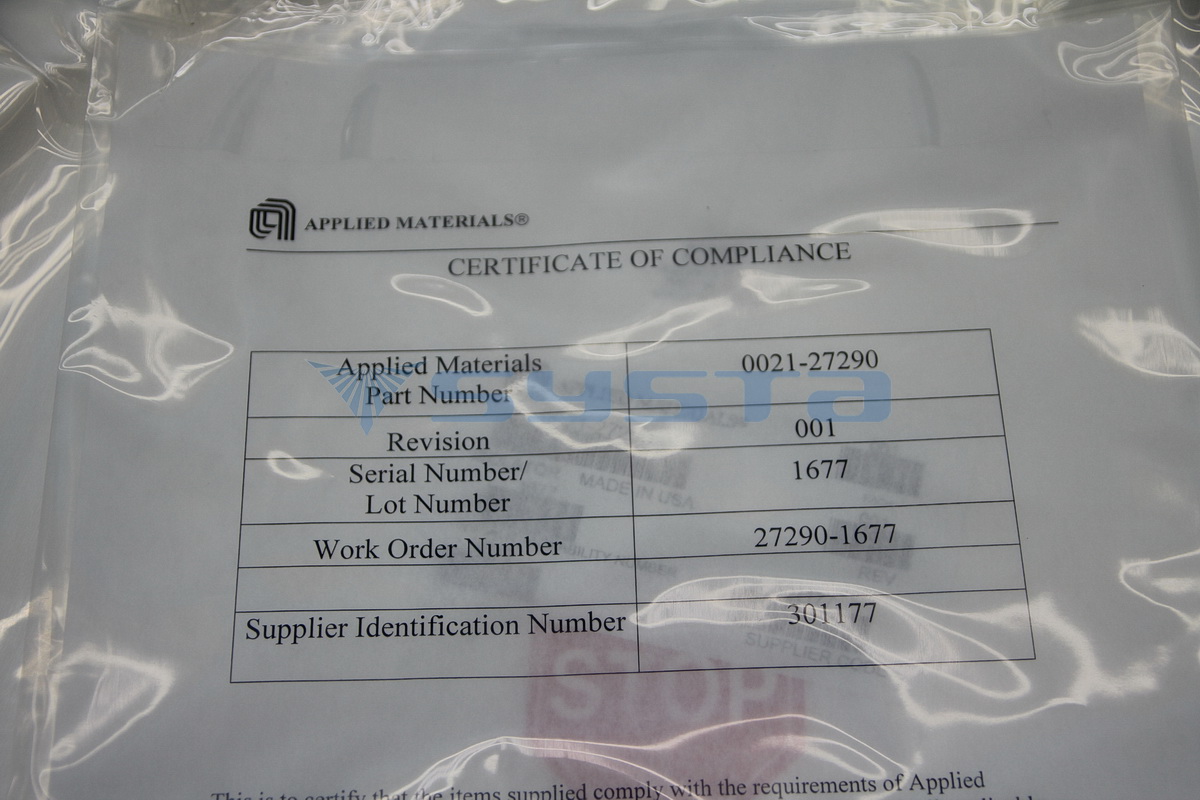 APPLIED MATERIALS®
CERTIFICATE OF COMPLIANCE
Applied Materials
Part Number
0021-27290
systa
Revision
001
Serial Number/
Lot Number
1677
MADE IN USA
Work Order Number
27290-1677
REV
Supplier Identification Number
301177
SUPPLIER
STOP
This is to certify that the items supplied comply with the requirements of Applied